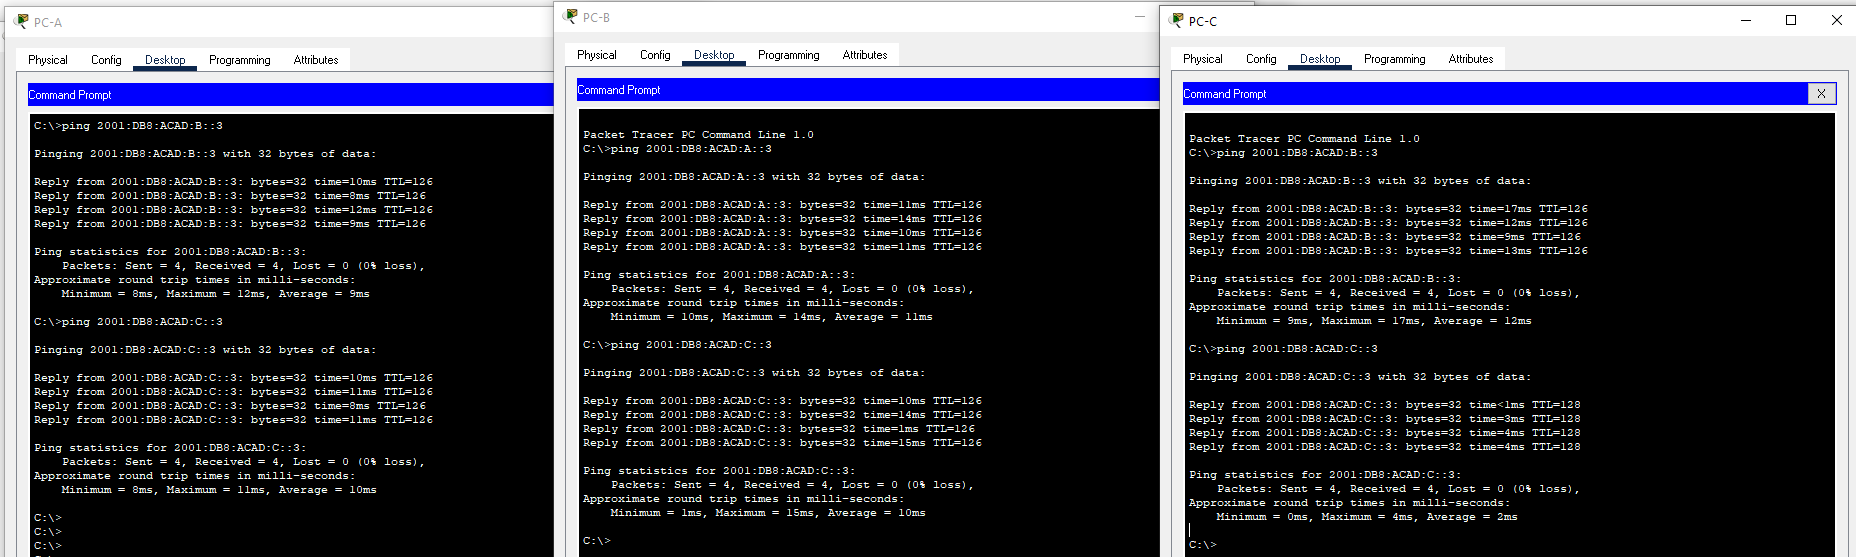 PC-A
Physical Config Desktop Programming Attributes
Command Prompt
C:\>ping 2001:DB8:ACAD:B::3
Pinging 2001:DB8:ACAD:B::3 with 32 bytes of data:
Reply from 2001:DB8:ACAD:B::3: bytes=32 time=10ms TTL=126
Reply from 2001:DB8:ACAD:B::3: bytes=32 time=8ms TTL=126
Reply from 2001:DB8:ACAD:B::3: bytes=32 time=12ms TTL=126
Reply from 2001:DB8:ACAD:B::3: bytes=32 time=9ms TTL=126
Ping statistics for 2001:DB8:ACAD:B::3:
Packets: Sent = 4, Received = 4, Lost = 0 (0% loss),
Approximate round trip times in milli-seconds:
Minimum = 8ms, Maximum = 12ms, Average = 9ms
C:\>ping 2001:DB8:ACAD:C::3
Pinging 2001:DB8:ACAD:C::3 with 32 bytes of data:
Reply from 2001:DB8:ACAD:C::3: bytes=32 time=10ms TTL=126
Reply from 2001:DB8:ACAD:C::3: bytes=32 time=11ms TTL=126
Reply from 2001:DB8:ACAD:C::3: bytes=32 time=8ms TTL=126
Reply from 2001:DB8:ACAD:C::3: bytes=32 time=11ms TTL=126
Ping statistics for 2001:DB8:ACAD:C::3:
Packets: Sent = 4, Received = 4, Lost = 0 (0% loss),
Approximate round trip times in milli-seconds:
Minimum = 8ms, Maximum = 11ms, Average = 10ms
C:\>
C:\>
C:\>
PC-B
Physical Config Desktop Programming Attributes
Command Prompt
Packet Tracer PC Command Line 1.0
C:\>ping 2001:DB8:ACAD:A::3
Pinging 2001:DB8:ACAD:A::3 with 32 bytes of data:
Reply from 2001:DB8:ACAD:A::3: bytes=32 time=11ms TTL=126
Reply from 2001:DB8:ACAD:A::3: bytes=32 time=14ms TTL=126
Reply from 2001:DB8:ACAD:A::3: bytes=32 time=10ms TTL=126
Reply from 2001:DB8:ACAD:A::3: bytes=32 time=11ms TTL=126
Ping statistics for 2001:DB8:ACAD:A::3:
Packets: Sent = 4, Received = 4, Lost = 0 (0% loss),
Approximate round trip times in milli-seconds:
Minimum = 10ms, Maximum = 14ms, Average = 11ms
C:\>ping 2001:DB8:ACAD:C::3
Pinging 2001:DB8:ACAD:C::3 with 32 bytes of data:
Reply from 2001:DB8:ACAD:C::3: bytes=32 time=10ms TTL=126
Reply from 2001:DB8:ACAD:C::3: bytes=32 time=14ms TTL=126
Reply from 2001:DB8:ACAD:C::3: bytes=32 time=1ms TTL=126
Reply from 2001:DB8:ACAD:C::3: bytes=32 time=15ms TTL=126
Ping statistics for 2001:DB8:ACAD:C::3:
Packets: Sent = 4, Received = 4, Lost = 0 (0% loss),
Approximate round trip times in milli-seconds:
Minimum = 1ms, Maximum = 15ms, Average = 10ms
C:\>
PC-C
Physical Config Desktop Programming Attributes
Command Prompt X
Packet Tracer PC Command Line 1.0
C:\>ping 2001:DB8:ACAD:B::3
Pinging 2001:DB8:ACAD:B::3 with 32 bytes of data:
Reply from 2001:DB8:ACAD:B::3: bytes=32 time=17ms TTL=126
Reply from 2001:DB8:ACAD:B::3: bytes=32 time=12ms TTL=126
Reply from 2001:DB8:ACAD:B::3: bytes=32 time=9ms TTL=126
Reply from 2001:DB8:ACAD:B::3: bytes=32 time=13ms TTL=126
Ping statistics for 2001:DB8:ACAD:B::3:
Packets: Sent = 4, Received = 4, Lost = 0 (0% loss),
Approximate round trip times in milli-seconds:
Minimum = 9ms, Maximum = 17ms, Average = 12ms
C:\>ping 2001:DB8:ACAD:C::3
Pinging 2001:DB8:ACAD:C::3 with 32 bytes of data:
Reply from 2001:DB8:ACAD:C::3: bytes=32 time<1ms TTL=128
Reply from 2001:DB8:ACAD:C::3: bytes=32 time=3ms TTL=128
Reply from 2001:DB8:ACAD:C::3: bytes=32 time=4ms TTL=128
Reply from 2001:DB8:ACAD:C::3: bytes=32 time=4ms TTL=128
Ping statistics for 2001:DB8:ACAD:C::3:
Packets: Sent = 4, Received = 4, Lost = 0 (0% loss),
Approximate round trip times in milli-seconds:
Minimum = 0ms, Maximum = 4ms, Average = 2ms
C:\>